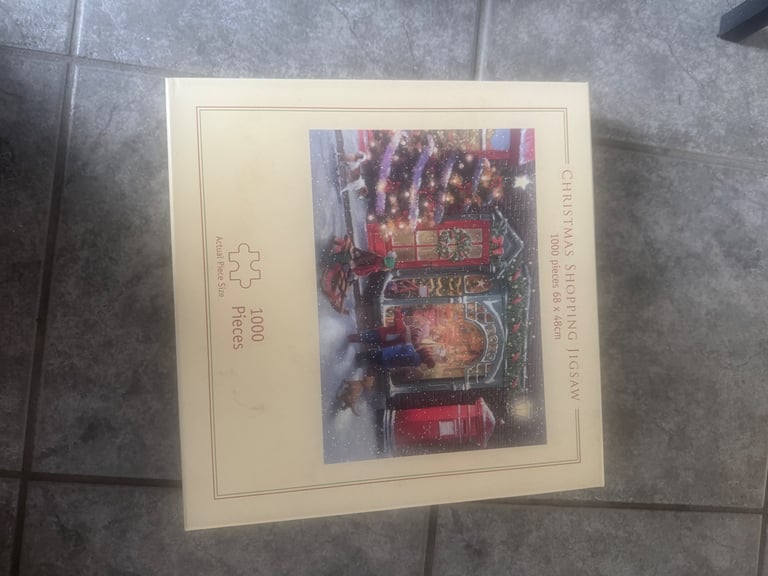 CHRISTMAS SHOPPING JIGSAW
1000 pieces 68 x 48cm
1000
Pieces
Actual Piece Size